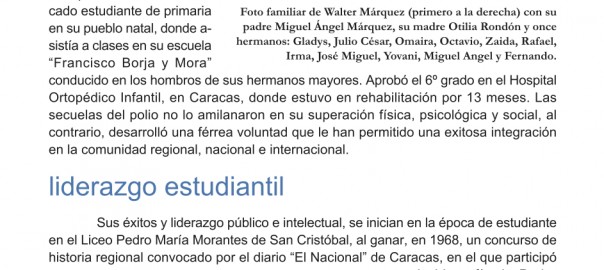 cado estudiante de primaria
en su pueblo natal, donde a-
sistía a clases en su escuela
“Francisco Borja y Mora”
Foto familiar de Walter Márquez (primero a la derecha) con su
padre Miguel Ángel Márquez, su madre Otilia Rondón y once
hermanos: Gladys, Julio César, Omaira, Octavio, Zaida, Rafael,
Irma, José Miguel, Yovani, Miguel Angel y Fernando.
conducido en los hombros de sus hermanos mayores. Aprobó el 6º grado en el Hospital
Ortopédico Infantil, en Caracas, donde estuvo en rehabilitación por 13 meses. Las
secuelas del polio no lo amilanaron en su superación física, psicológica y social, al
contrario, desarrolló una férrea voluntad que le han permitido una exitosa integración
en la comunidad regional, nacional e internacional.
liderazgo estudiantil
Sus éxitos y liderazgo público e intelectual, se inician en la época de estudiante
en el Liceo Pedro María Morantes de San Cristóbal, al ganar, en 1968, un concurso de
historia regional convocado por el diario “El Nacional” de Caracas, en el que participó